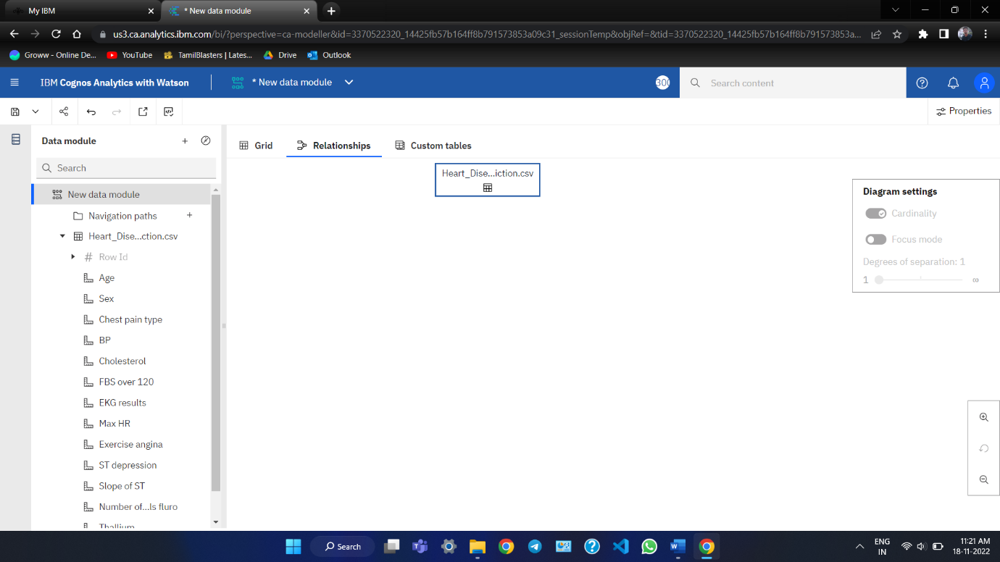 My IBM
* New data module
us3.ca.analytics.ibm.com/bi/?perspective=ca-modeller&id=3370522320_14425fb57b164ff8b791573853a09c31_sessionTemp&objRef=&tid=3370522320_14425fb57b164ff8b791573853a...
Groww - Online De...
YouTube
TamilBlasters | Lates...
Drive
Outlook
IBM Cognos Analytics with Watson
* New data module
Search content
Properties
Data module
Search
New data module
Navigation paths
Heart_Dise...ction.csv
Row Id
Age
Sex
Chest pain type
BP
Cholesterol
FBS over 120
EKG results
Max HR
Exercise angina
ST depression
Slope of ST
Number of...ls fluro
Thallium
Grid
Relationships
Custom tables
Heart_Dise...iction.csv
Diagram settings
Cardinality
Focus mode
Degrees of separation: 1
1 ∞
Search
ENG
IN
11:21 AM
18-11-2022